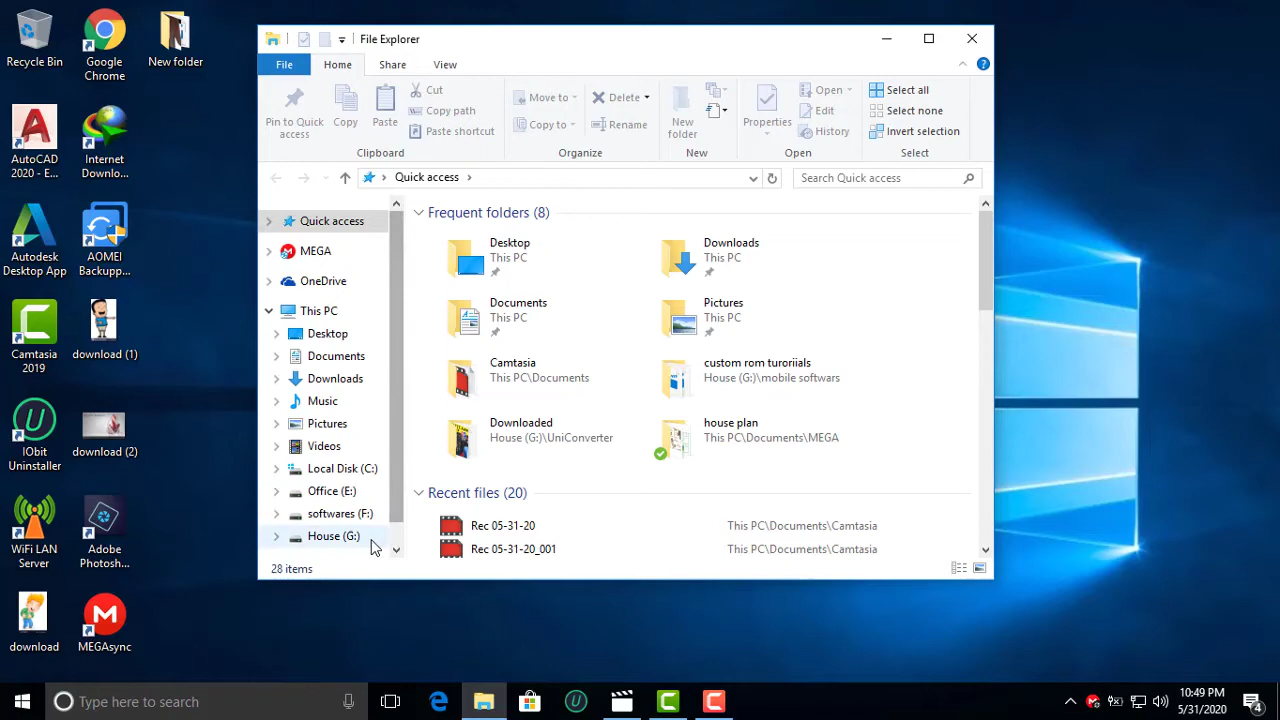 Recycle Bin
Google
Chrome
New folder
AutoCAD
2020 - E...
Internet
Downlo...
Autodesk
Desktop App
AOMEI
Backupp...
Camtasia
2019
download (1)
IObit
Uninstaller
download (2)
WiFi LAN
Server
Adobe
Photosh...
download
MEGAsync
File Explorer
File
Home
Share
View
Pin to Quick
access
Copy
Paste
Cut
Copy path
Paste shortcut
Clipboard
Move to
Copy to
Delete
Rename
Organize
New
folder
New
Properties
Open
Edit
History
Open
Select all
Select none
Invert selection
Select
Quick access
Search Quick access
Quick access
MEGA
OneDrive
This PC
Desktop
Documents
Downloads
Music
Pictures
Videos
Local Disk (C:)
Office (E:)
softwares (F:)
House (G:)
Frequent folders (8)
Desktop
This PC
Downloads
This PC
Documents
This PC
Pictures
This PC
Camtasia
This PC\Documents
custom rom turoriials
House (G:)\mobile softwars
Downloaded
House (G:)\UniConverter
house plan
This PC\Documents\MEGA
Recent files (20)
Rec 05-31-20 This PC\Documents\Camtasia
Rec 05-31-20_001 This PC\Documents\Camtasia
28 items
Type here to search
10:49 PM
5/31/2020
4